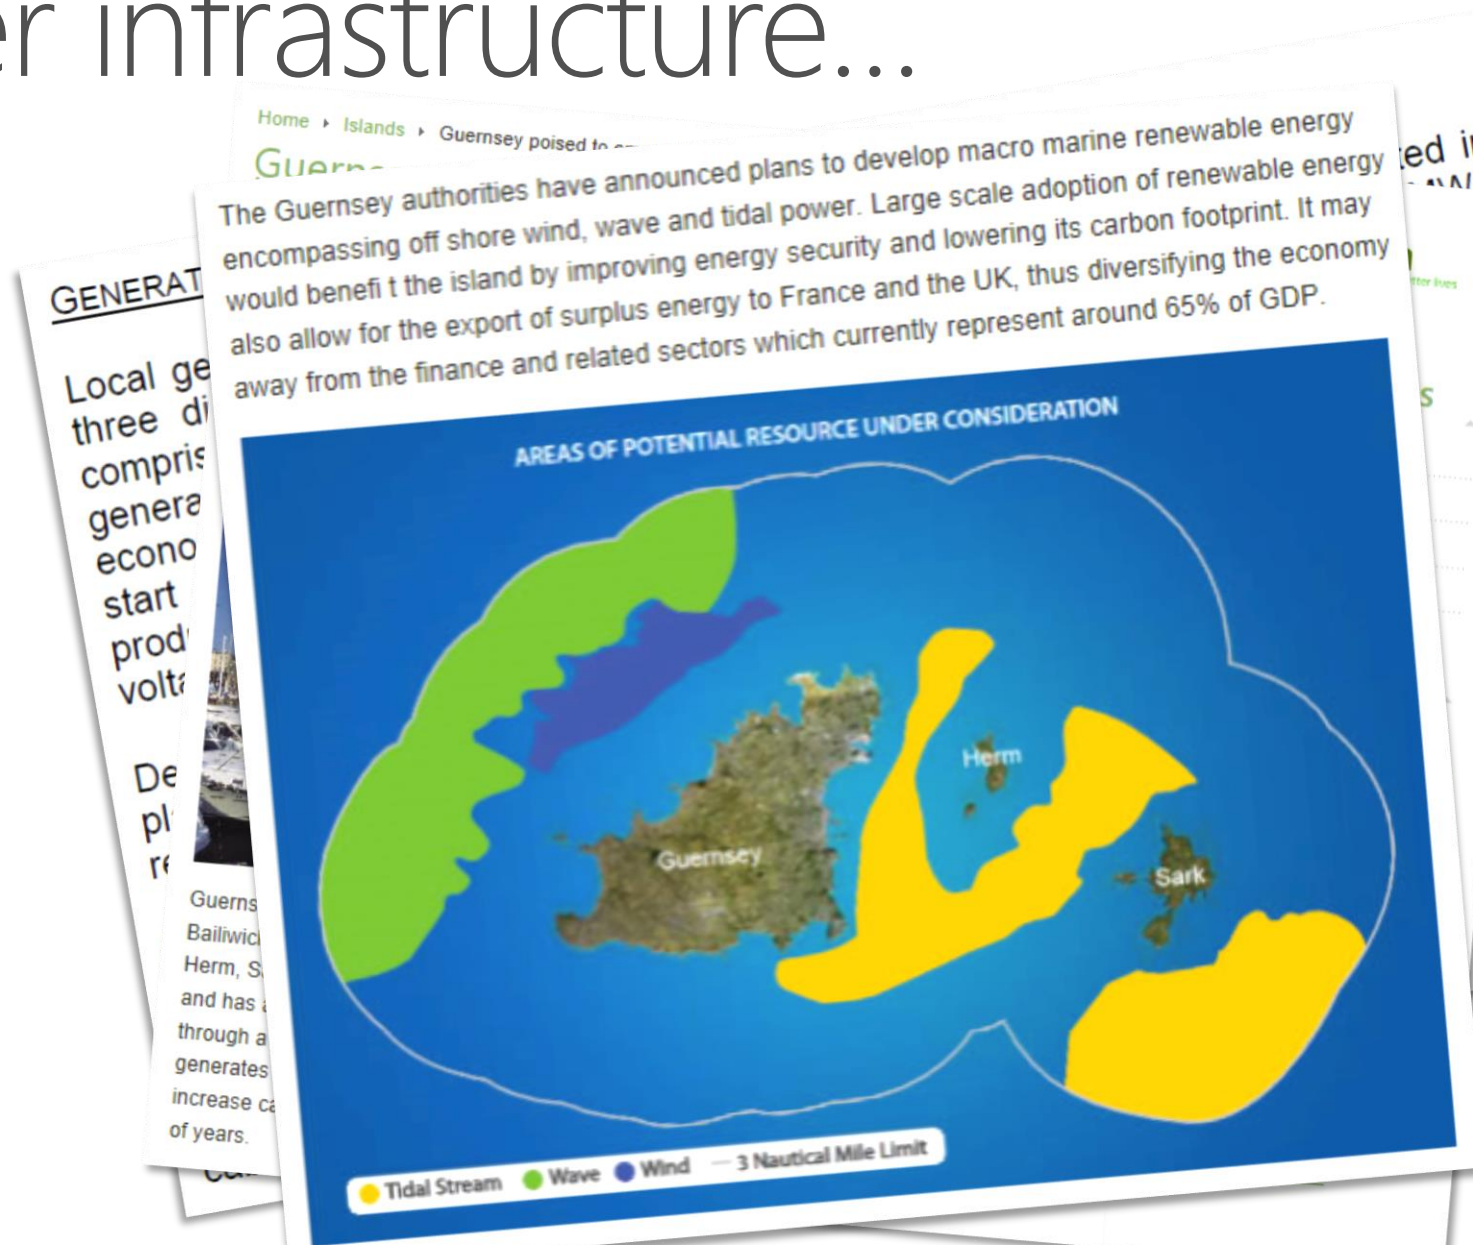 er infrastructure...
Home Islands Guernsey poised to
The Guernsey authorities have announced plans to develop macro marine renewable energy
encompassing off shore wind, wave and tidal power. Large scale adoption of renewable energy
would benefi t the island by improving energy security and lowering its carbon footprint. It may
also allow for the export of surplus energy to France and the UK, thus diversifying the economy
away from the finance and related sectors which currently represent around 65% of GDP.
AREAS OF POTENTIAL RESOURCE UNDER CONSIDERATION
Herm
Guernsey
Sark
Tidal Stream Wave Wind 3 Nautical Mile Limit
GENERAT
Local ge
three di
compris
genera
econo
start
prod
volta
De
pl
re
Guerns
Bailiwic
Herm, S
and has a
through a
generates
increase ca
of years.
ted i
tter lives
s